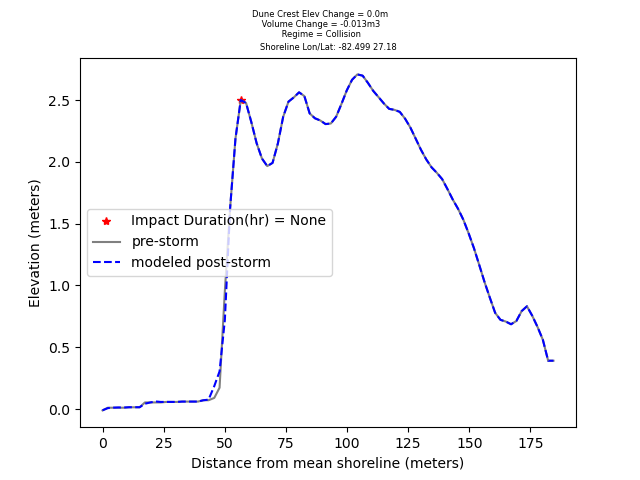 Dune Crest Elev Change = 0.0m
Volume Change = -0.013m3
Regime = Collision
Shoreline Lon/Lat: -82.499 27.18
2.5
2.0
1.5
1.0
0.5
0.0
Elevation (meters)
Impact Duration(hr) = None
pre-storm
modeled post-storm
0 25 50 75 100 125 150 175
Distance from mean shoreline (meters)